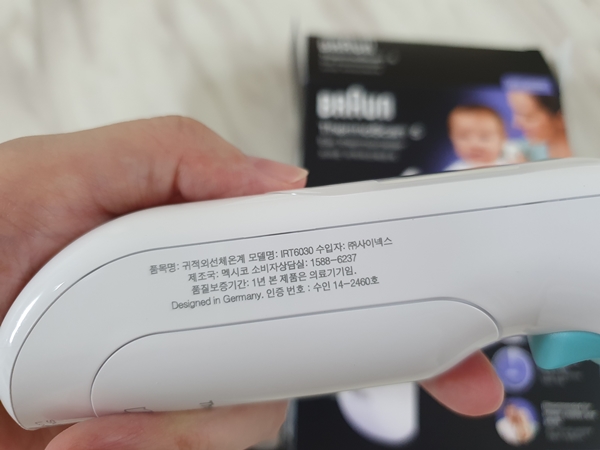 BRAUN
ThermoScan
품목명: 귀적외선체온계 모델명: IRT6030 수입자: ㈜사이넥스
제조국: 멕시코 소비자상담실: 1588-6237
품질보증기간: 1년 본 제품은 의료기기임.
Designed in Germany. 인증 번호 : 수인 14-2460호